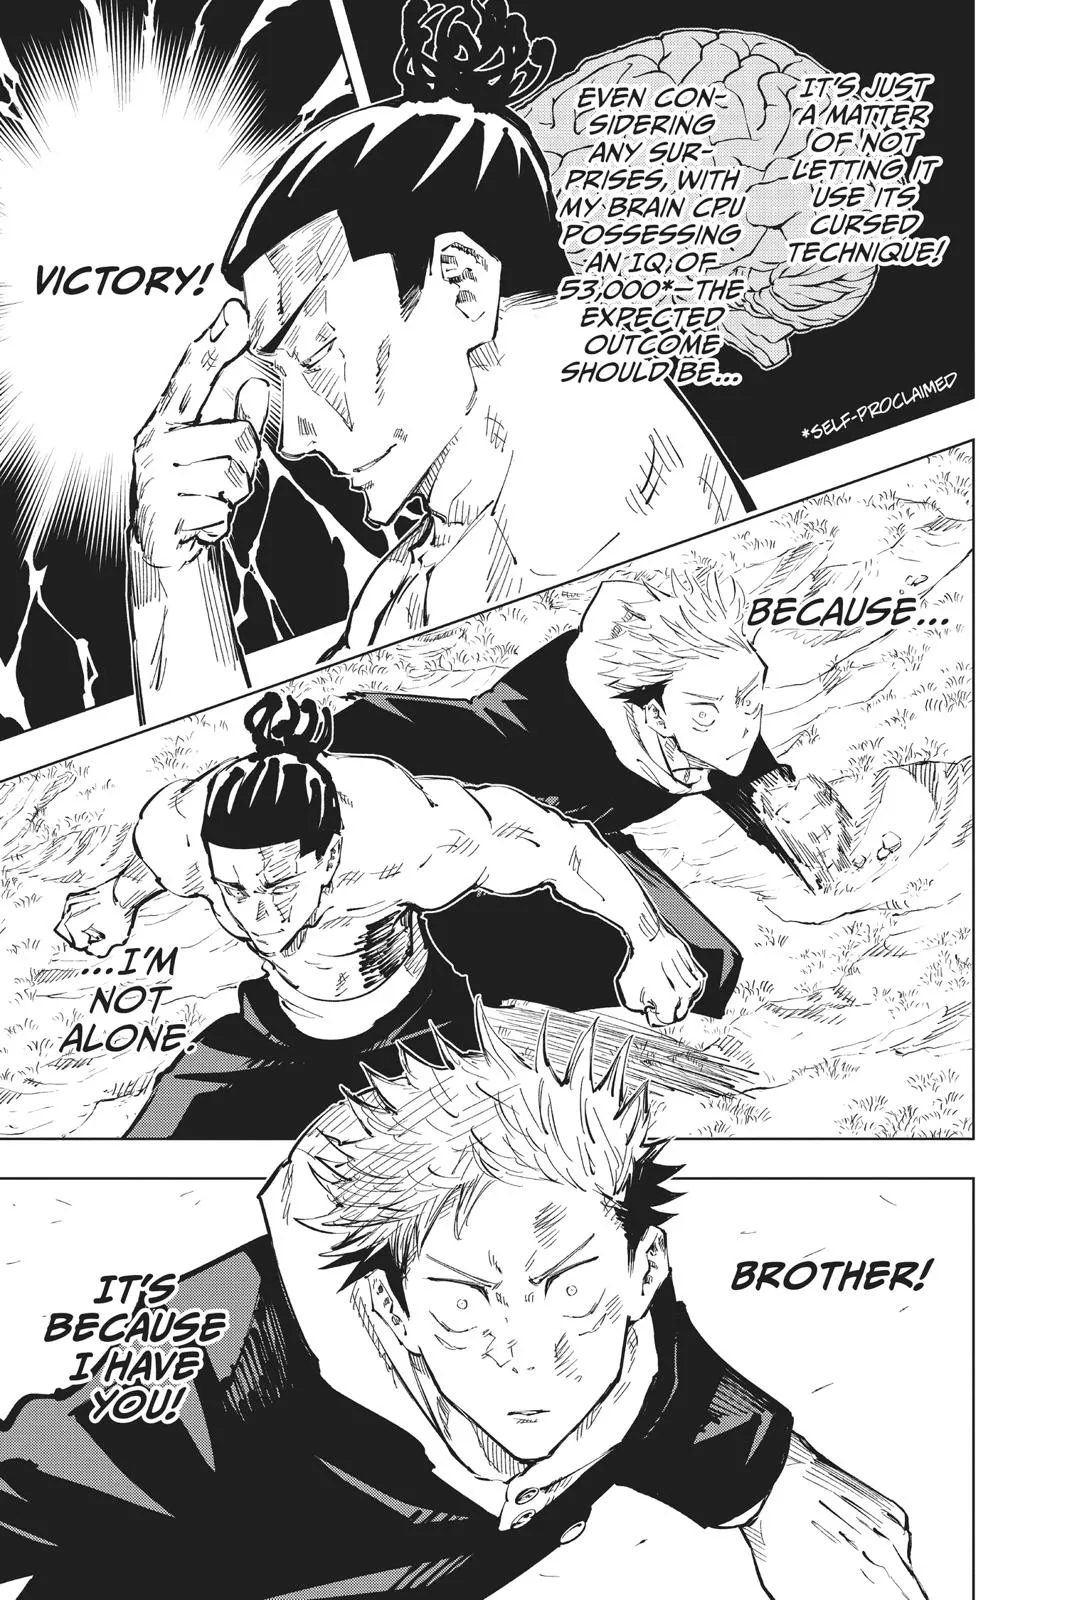 IT'S JUST
A MATTER
OF NOT
LETTING IT
USE ITS
CURSED
TECHNIQUE!
EVEN CON-
SIDERING
ANY SUR-
PRISES, WITH
MY BRAIN CPU
POSSESSING
AN IQ OF
53,000*—THE
EXPECTED
OUTCOME
SHOULD BE...
*SELF-PROCLAIMED
VICTORY!
BECAUSE...
...I'M
NOT
ALONE.
BROTHER!
IT'S
BECAUSE
I HAVE
YOU!